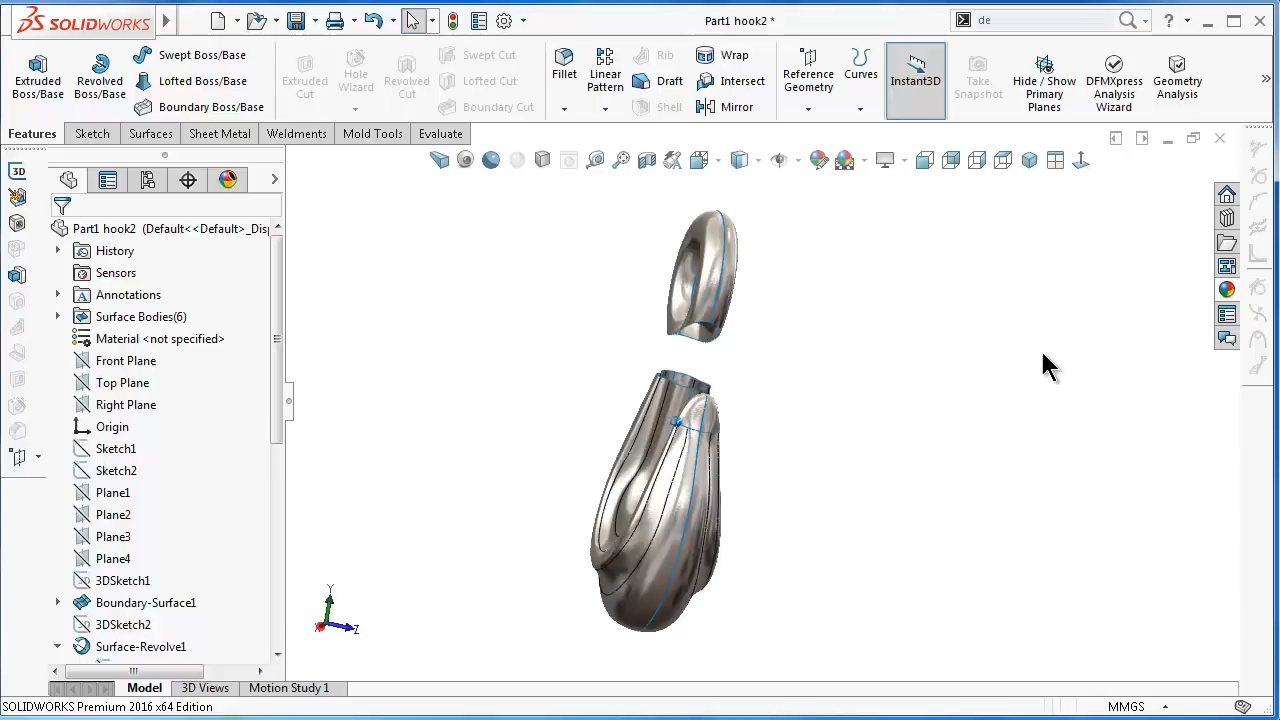 SOLIDWORKS
Part1 hook2 *
de
Extruded Boss/Base
Revolved Boss/Base
Swept Boss/Base
Lofted Boss/Base
Boundary Boss/Base
Extruded Cut
Hole Wizard
Revolved Cut
Swept Cut
Lofted Cut
Boundary Cut
Fillet
Linear Pattern
Rib
Draft
Shell
Wrap
Intersect
Mirror
Reference Geometry
Curves
Instant3D
Take Snapshot
Hide / Show Primary Planes
DFMXpress Analysis Wizard
Geometry Analysis
Features
Sketch
Surfaces
Sheet Metal
Weldments
Mold Tools
Evaluate
3D
Part1 hook2 (Default<<Default>_Disp
History
Sensors
Annotations
Surface Bodies(6)
Material <not specified>
Front Plane
Top Plane
Right Plane
Origin
Sketch1
Sketch2
Plane1
Plane2
Plane3
Plane4
3DSketch1
Boundary-Surface1
3DSketch2
Surface-Revolve1
Y
X
Z
Model
3D Views
Motion Study 1
SOLIDWORKS Premium 2016 x64 Edition
MMGS